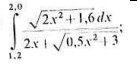 2,0
∫ √(2x² + 1,6) dx / (2x + √(0,5x² + 3));
1,2